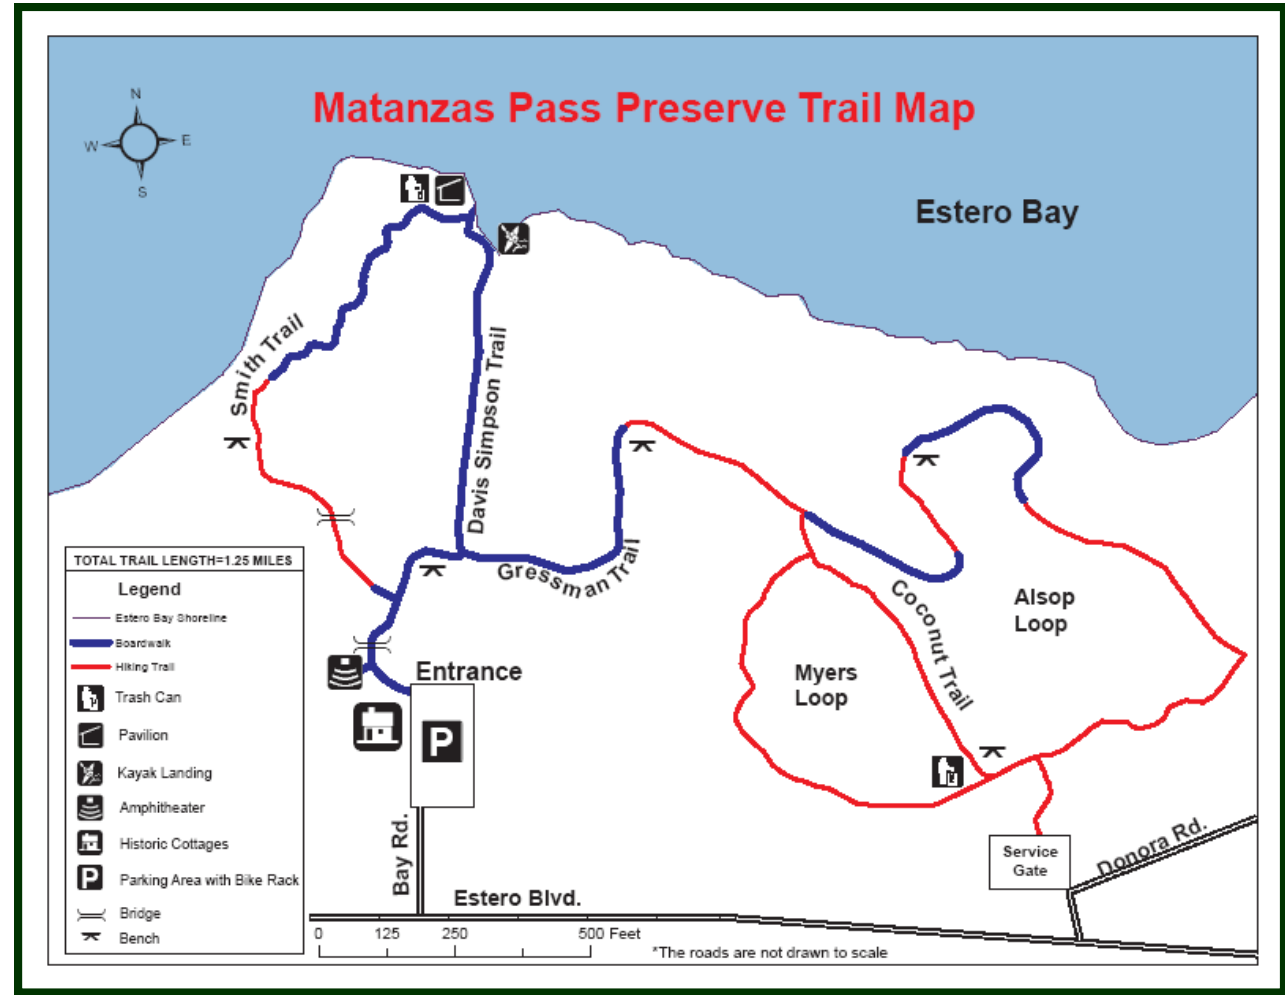 Matanzas Pass Preserve Trail Map
N
W
E
S
Estero Bay
Smith Trail
Davis Simpson Trail
Gressman Trail
Coconut Trail
Alsop
Loop
Myers
Loop
Entrance
P
Bay Rd.
Estero Blvd.
Donora Rd.
Service
Gate
TOTAL TRAIL LENGTH=1.25 MILES
Legend
Estero Bay Shoreline
Boardwalk
Hiking Trail
Trash Can
Pavilion
Kayak Landing
Amphitheater
Historic Cottages
P
Parking Area with Bike Rack
Bridge
Bench
0 125 250 500 Feet
*The roads are not drawn to scale